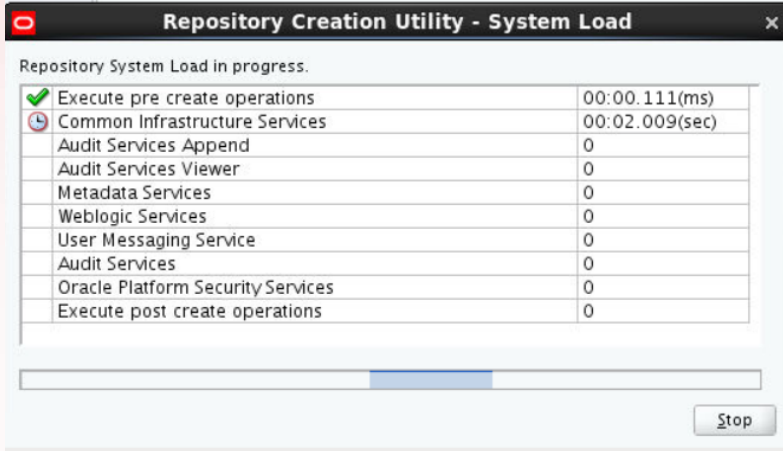 Repository Creation Utility - System Load
Repository System Load in progress.
Execute pre create operations 00:00.111(ms)
Common Infrastructure Services 00:02.009(sec)
Audit Services Append 0
Audit Services Viewer 0
Metadata Services 0
Weblogic Services 0
User Messaging Service 0
Audit Services 0
Oracle Platform Security Services 0
Execute post create operations 0
Stop